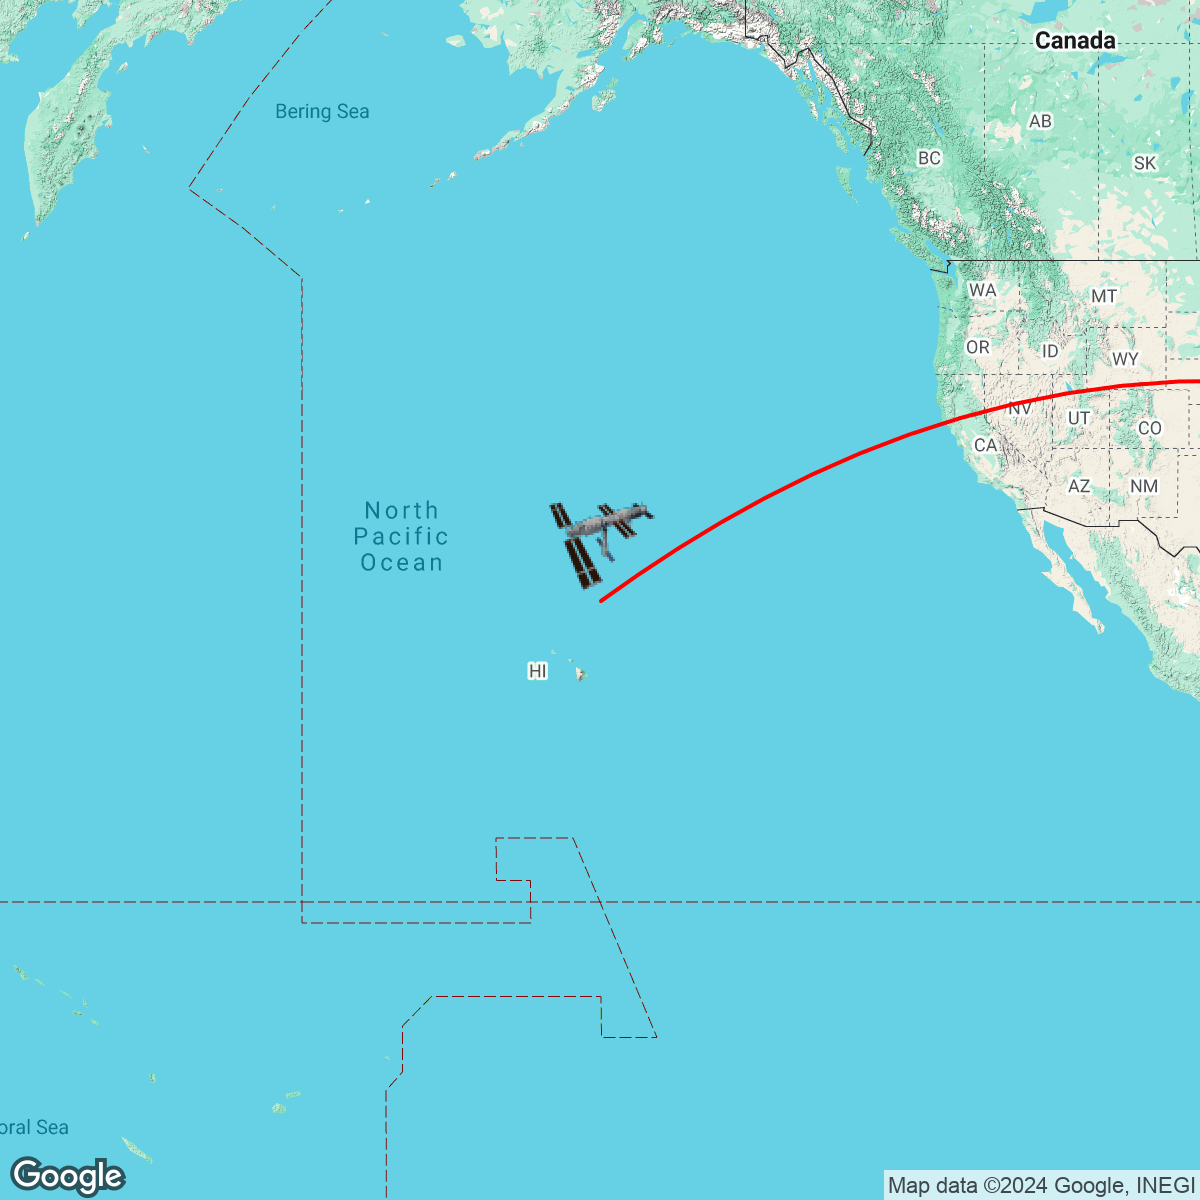 Canada
Bering Sea
AB
BC
SK
WA
MT
OR
ID
WY
NV
UT
CO
CA
AZ
NM
North
Pacific
Ocean
HI
oral Sea
Google
Map data ©2024 Google, INEGI